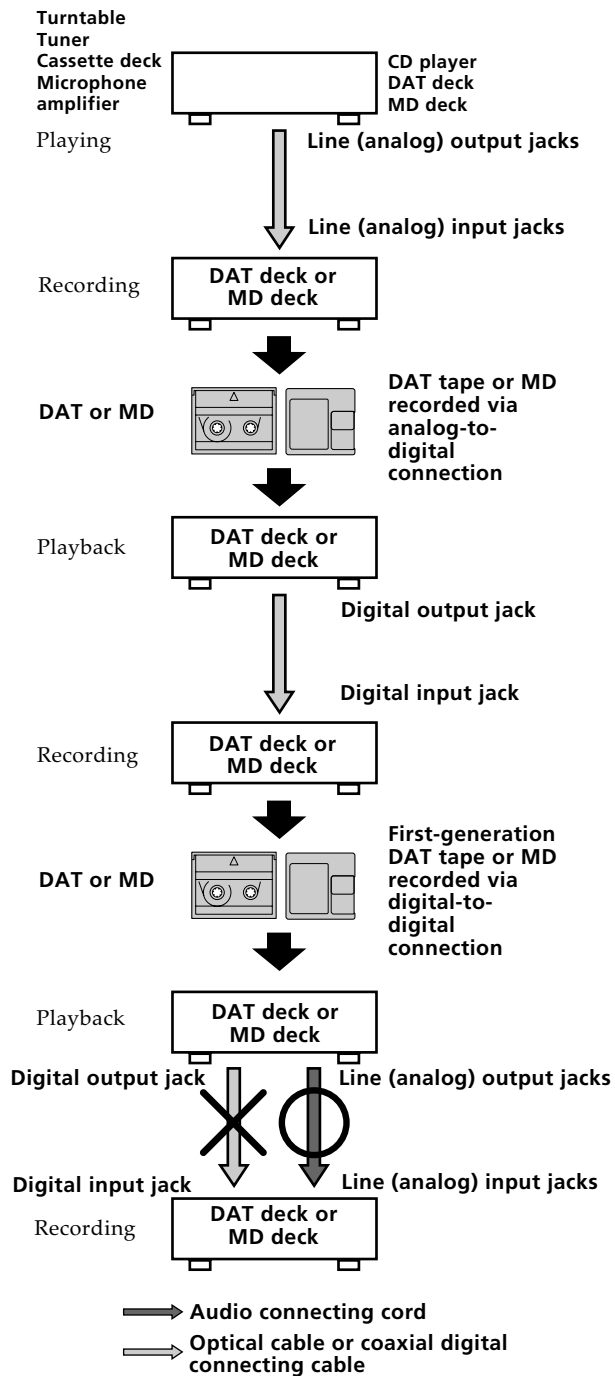 Turntable
Tuner
Cassette deck
Microphone
amplifier
CD player
DAT deck
MD deck
Playing
Line (analog) output jacks
Line (analog) input jacks
Recording
DAT deck or
MD deck
DAT or MD
DAT tape or MD
recorded via
analog-to-
digital
connection
Playback
DAT deck or
MD deck
Digital output jack
Digital input jack
Recording
DAT deck or
MD deck
DAT or MD
First-generation
DAT tape or MD
recorded via
digital-to-
digital
connection
Playback
DAT deck or
MD deck
Digital output jack
Line (analog) output jacks
Digital input jack
Line (analog) input jacks
Recording
DAT deck or
MD deck
Audio connecting cord
Optical cable or coaxial digital
connecting cable